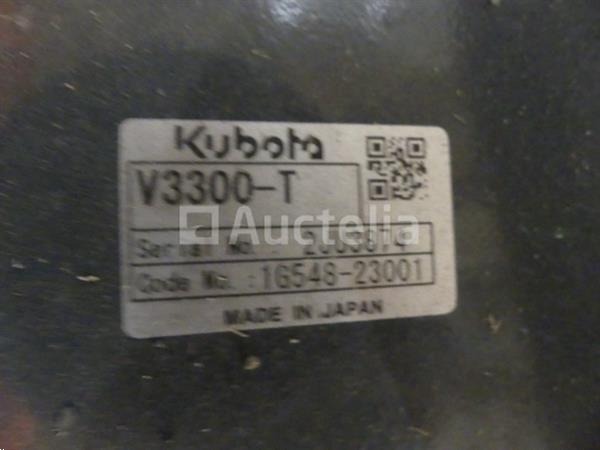 Kubota
V3300-T
Auctelia
Serial No. :
Code No. : 1G548-23001
MADE IN JAPAN